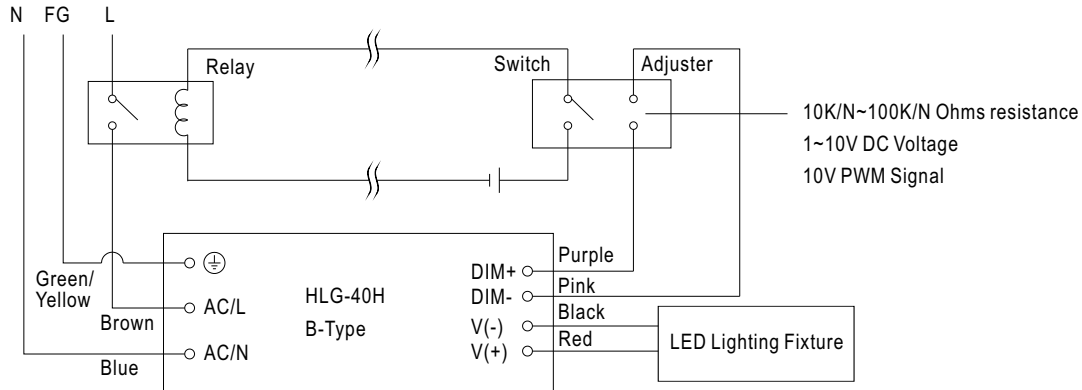 N FG L
Relay
Switch
Adjuster
10K/N~100K/N Ohms resistance
1~10V DC Voltage
10V PWM Signal
Green/
Yellow
Brown
Blue
AC/L
AC/N
HLG-40H
B-Type
DIM+
DIM-
V(-)
V(+)
Purple
Pink
Black
Red
LED Lighting Fixture